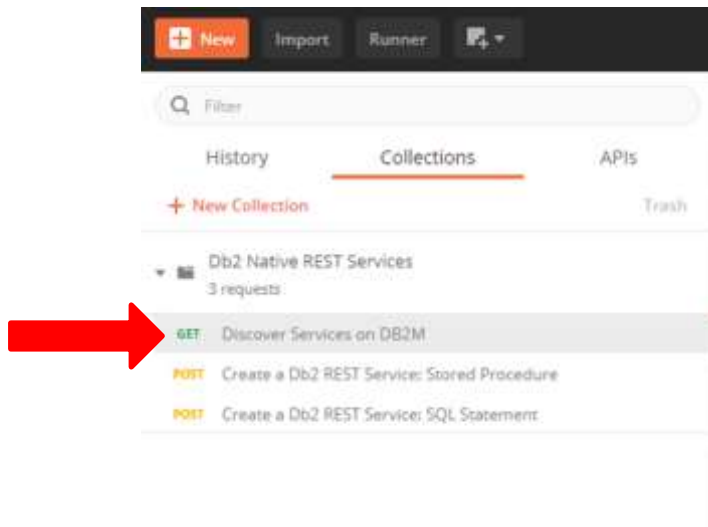 New Import Runner
Filter
History Collections APIs
+ New Collection Trash
Db2 Native REST Services
3 requests
GET Discover Services on DB2M
POST Create a Db2 REST Service: Stored Procedure
POST Create a Db2 REST Service: SQL Statement